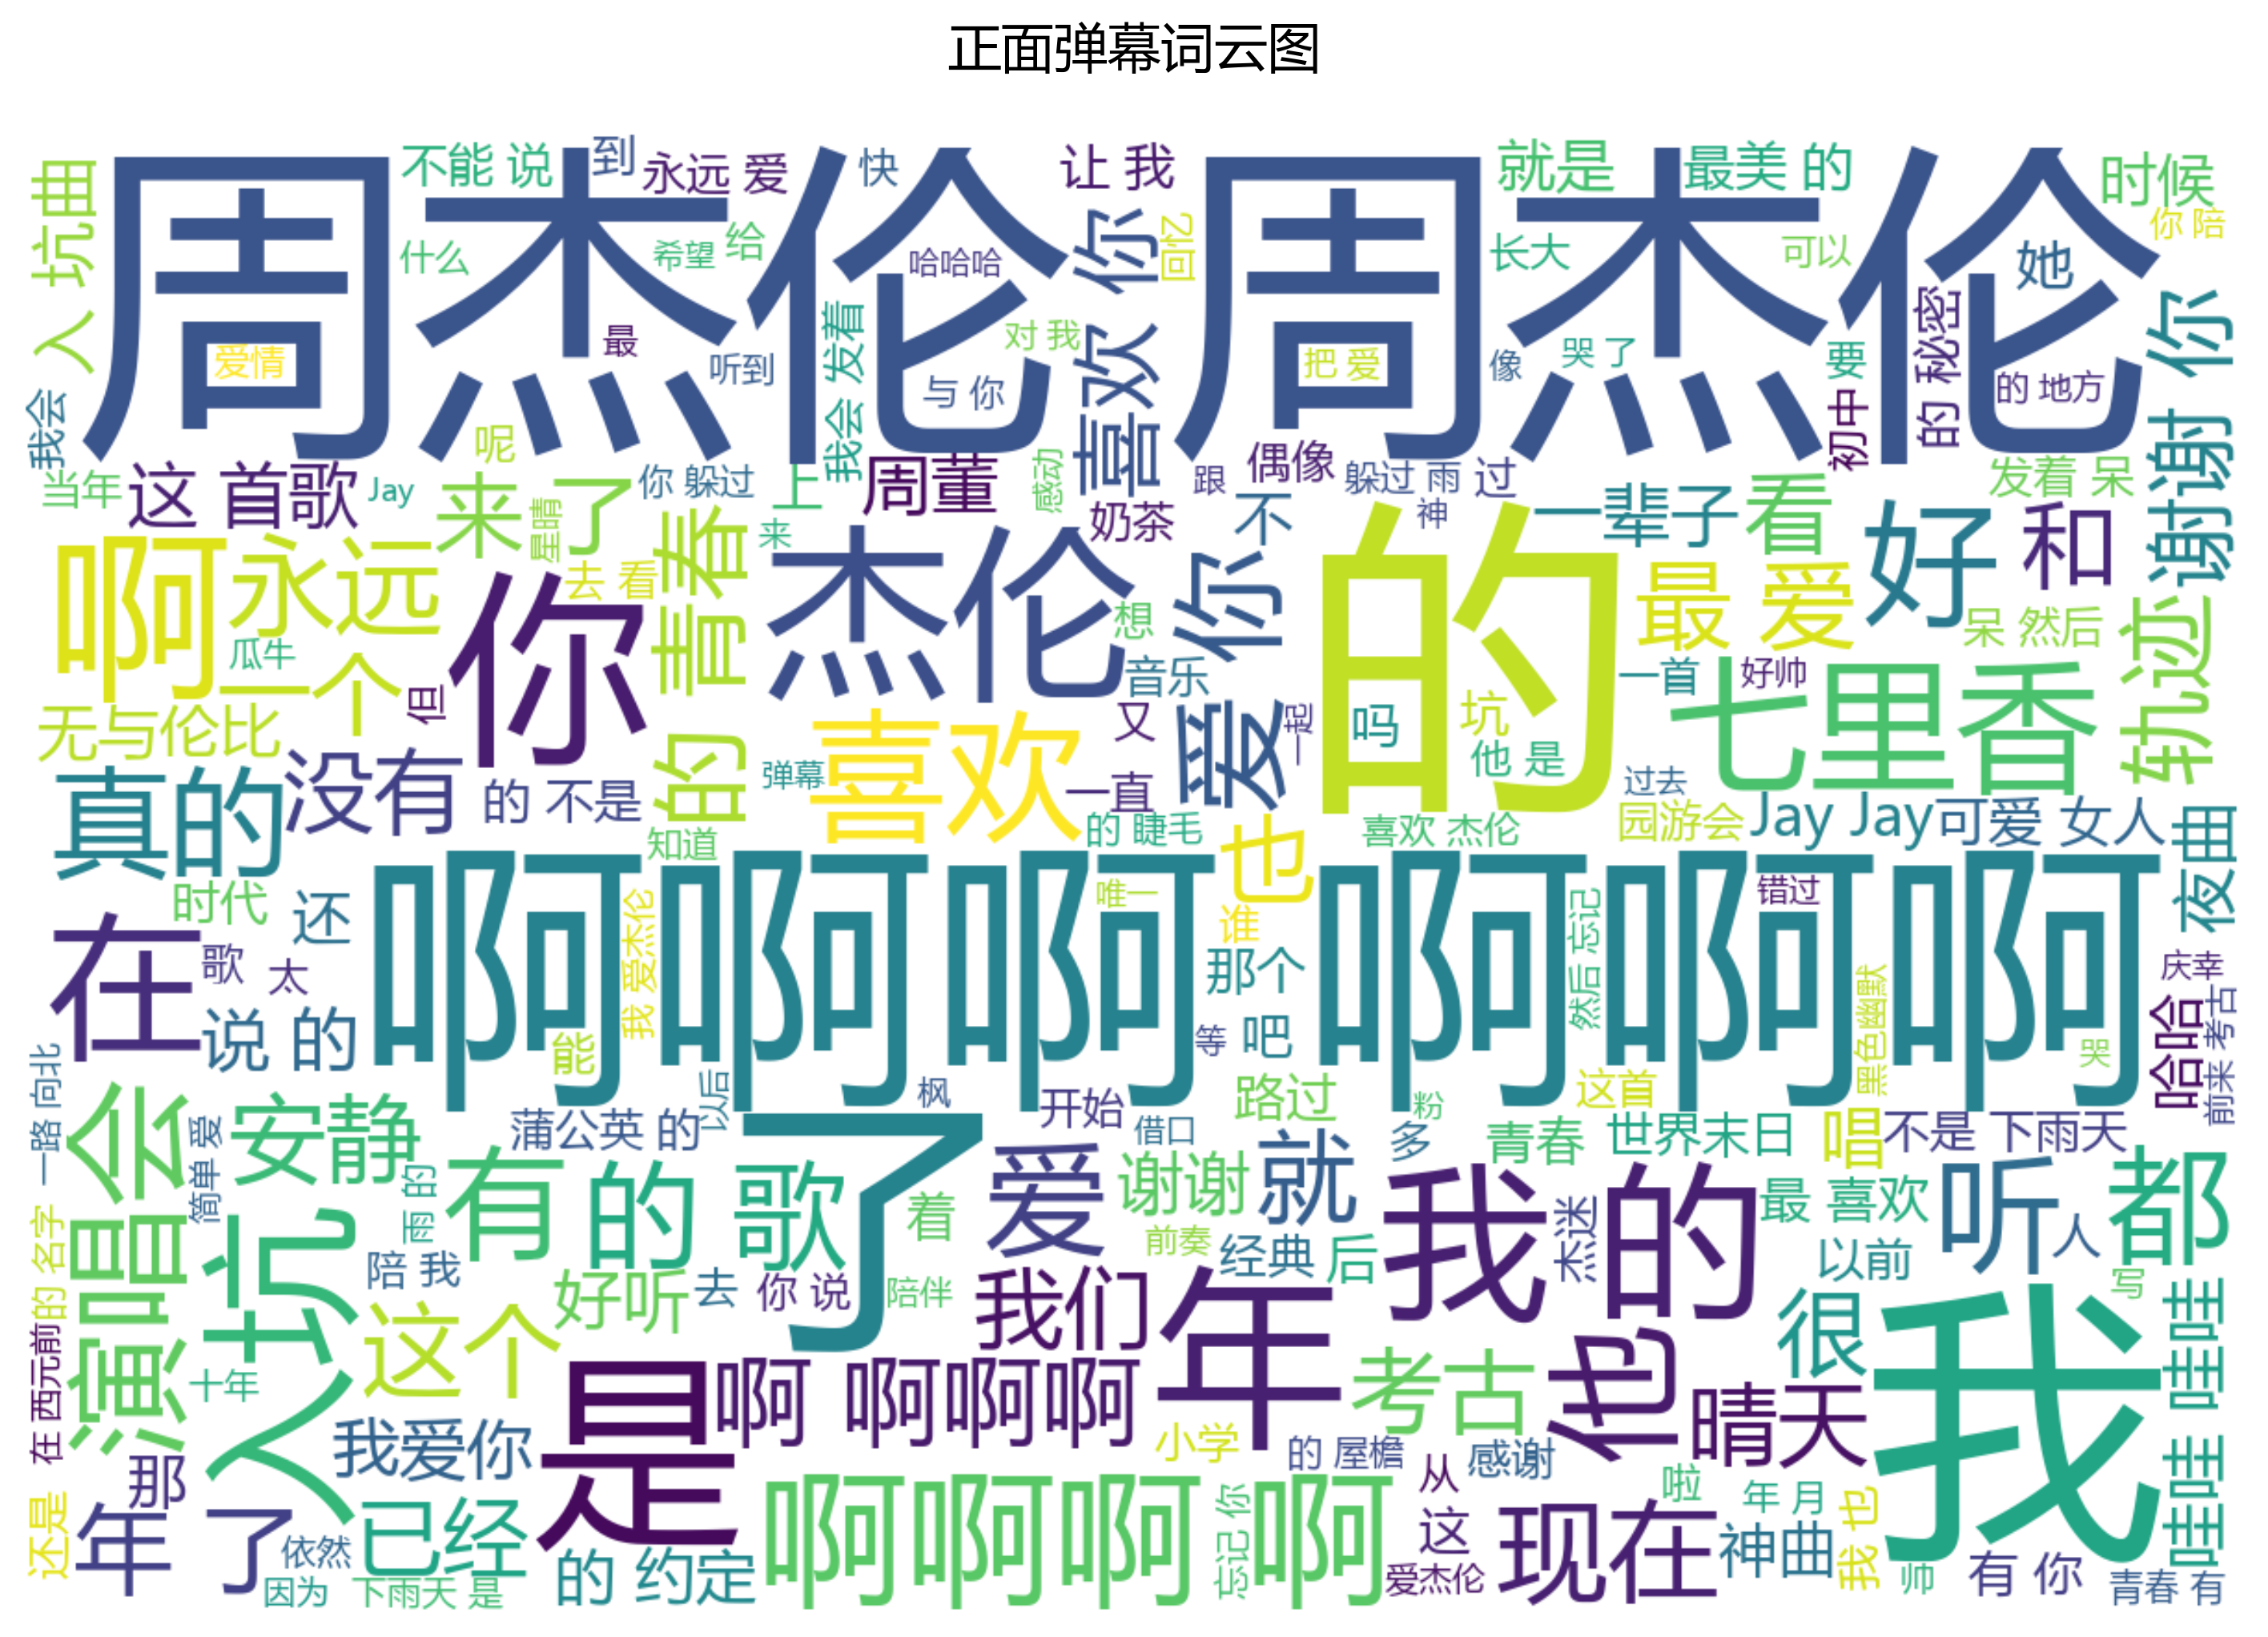 正面弹幕词云图
周杰伦 周杰伦
不能 说
到
永远 爱
快
让 我
就是
最美 的
时候
入 坑曲
什么
希望
给
哈哈哈
喜欢 你
回忆
长大
可以
她
你 陪
爱情
最
听到
我会 发着
对 我
与 你
把 爱
像
哭 了
要
初中
的 秘密
的 地方
谢谢 你
我会
呢
当年
这 首歌
Jay
来 了
星晴
你 躲过
上
来
周董
感动
奶茶
跟
偶像
不
躲过 雨
过
神
一辈子
看
好
和
发着 呆
啊
永远
瓜牛
一个
但
你
去 看
的 青春
杰伦
想
音乐
爱 你
的
吗
坑
他 是
最 爱
一首
好帅
七里香
呆 然后
轨迹
无与伦比
真的
没有
的 不是
知道
弹幕
喜欢
一直
又
一起
的 睫毛
也
喜欢 杰伦
过去
园游会
Jay Jay
可爱 女人
夜曲
时代
还
在
歌
太
说 的
啊啊啊 啊啊啊
我 爱杰伦
能
唯一
谁
那个
等
吧
然后 忘记
错过
黑色幽默
哭
庆幸
哈哈
前来 考古
一路 向北
演唱会
简单 爱
安静
雨 的
蒲公英 的
以后
枫
了
开始
借口
路过
粉
多
这首
青春
世界末日
唱
不是 下雨天
的 名字
入坑
有
的 歌
着
爱
谢谢
前奏
就
经典
后
我 的
杰迷
最 喜欢
以前
听
人
都
写
陪 我
好听
去
你 说
陪伴
我们
年
在 西元前
十年
这个
是
啊 啊啊啊
考古
他
很
晴天
我
哇哇 哇哇
那
我爱你
小学
的 屋檐
从
感谢
啦
年 月
还是
年 了
依然
因为
已经
下雨天 是
的 约定
啊啊啊 啊
忘记 你
这
爱杰伦
现在
神曲
我 也
帅
有 你
青春 有